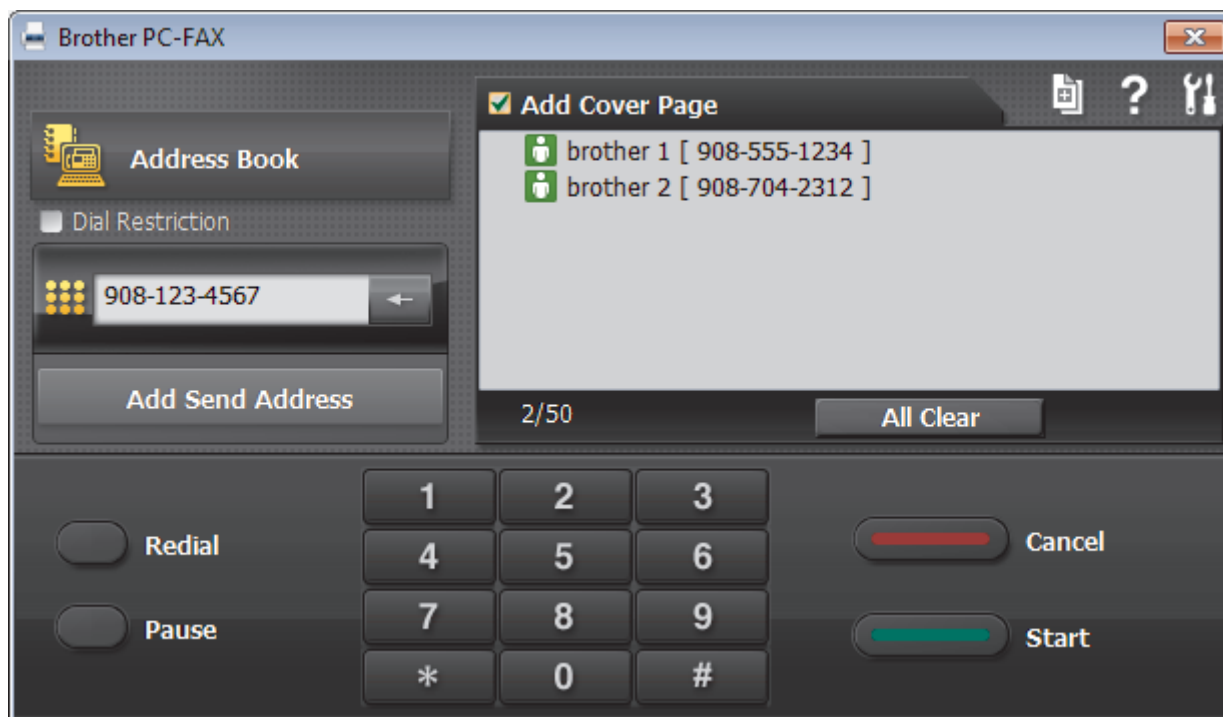 Brother PC-FAX
Address Book
Dial Restriction
908-123-4567
Add Send Address
Add Cover Page
?
brother 1 [ 908-555-1234 ]
brother 2 [ 908-704-2312 ]
2/50
All Clear
Redial
Pause
1 2 3
4 5 6
7 8 9
* 0 #
Cancel
Start